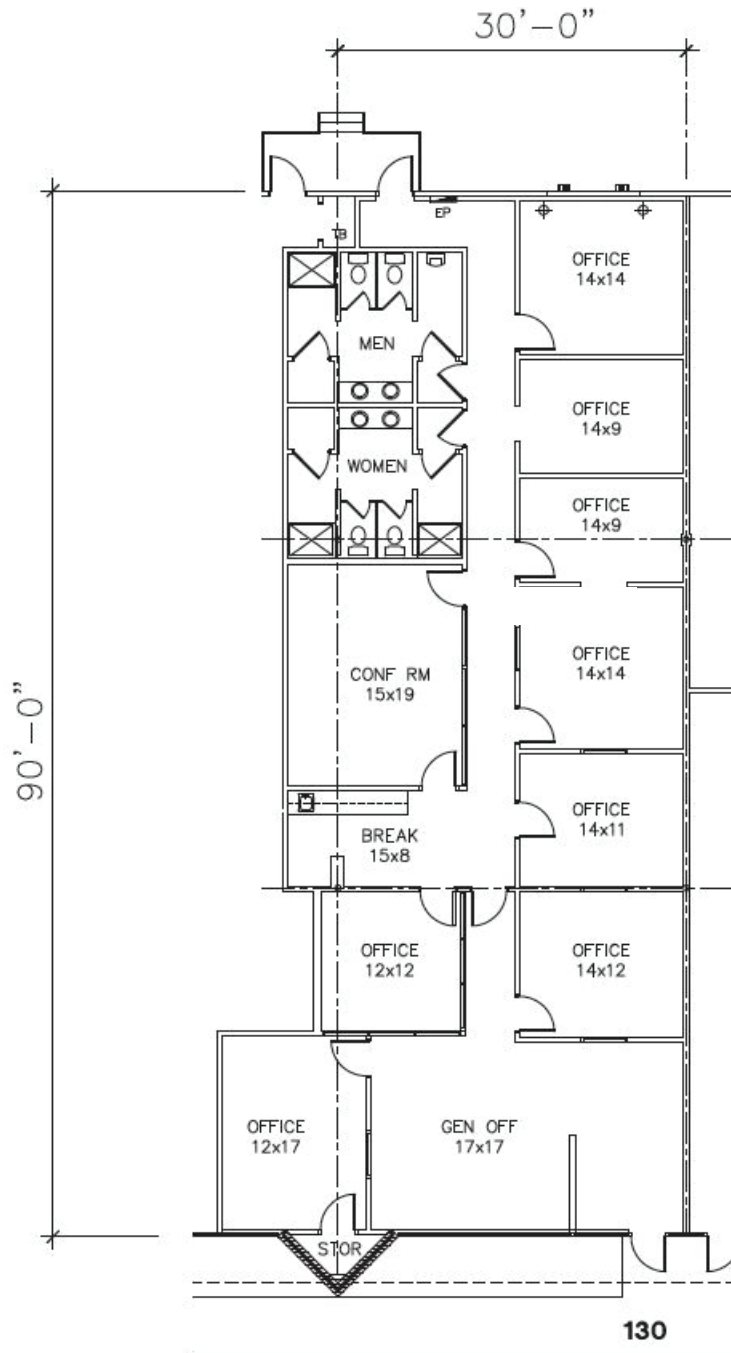 30'-0"
EP
TB
OFFICE
14x14
MEN
OFFICE
14x9
WOMEN
OFFICE
14x9
CONF RM
15x19
OFFICE
14x14
90'-0"
BREAK
15x8
OFFICE
14x11
OFFICE
12x12
OFFICE
14x12
OFFICE
12x17
GEN OFF
17x17
STOR
130